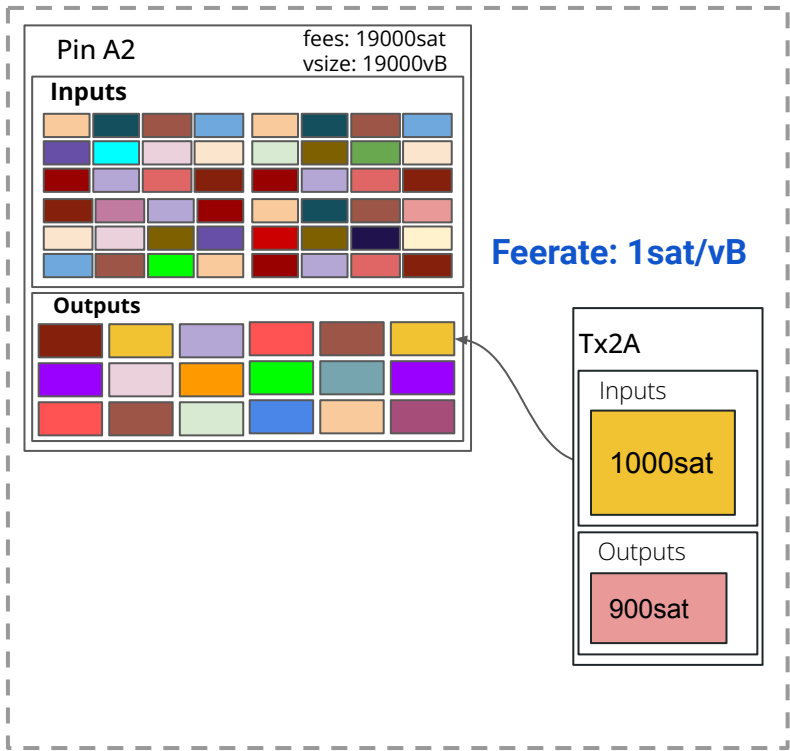 Pin A2
fees: 19000sat
vsize: 19000vB
Inputs
Outputs
Feerate: 1sat/vB
Tx2A
Inputs
1000sat
Outputs
900sat